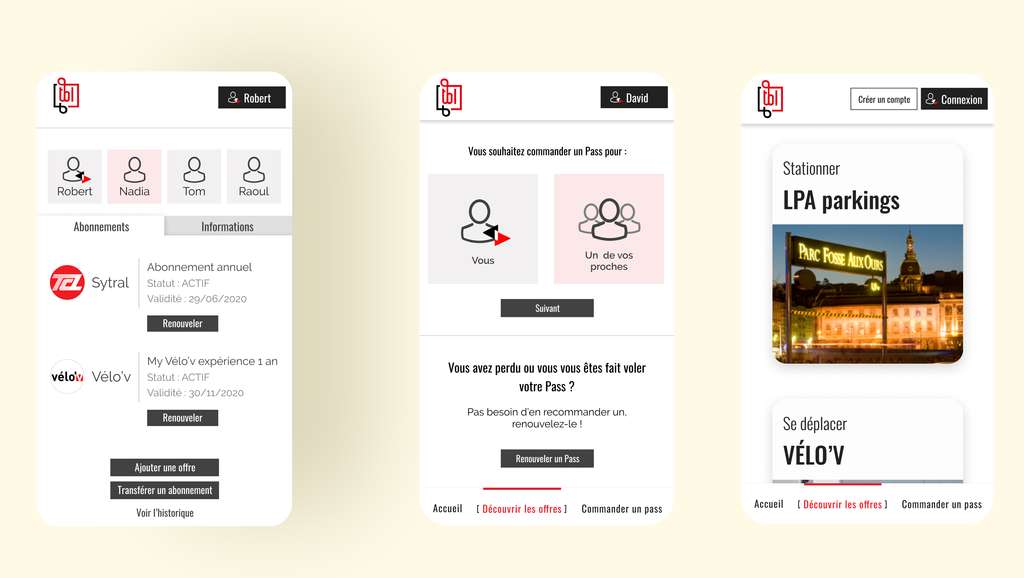 tbl
Robert
Robert
Nadia
Tom
Raoul
Abonnements
Informations
TCL
Sytral
Abonnement annuel
Statut : ACTIF
Validité : 29/06/2020
Renouveler
vélo'v
Vélo'v
My Vélo'v expérience 1 an
Statut : ACTIF
Validité : 30/11/2020
Renouveler
Ajouter une offre
Transférer un abonnement
Voir l'historique
tbl
David
Vous souhaitez commander un Pass pour :
Vous
Un de vos
proches
Suivant
Vous avez perdu ou vous vous êtes fait voler
votre Pass ?
Pas besoin d'en recommander un,
renouvelez-le !
Renouveler un Pass
Accueil
[ Découvrir les offres ]
Commander un pass
tbl
Créer un compte
Connexion
Stationner
LPA parkings
PARC FOSSE AUX OURS
Se déplacer
VÉLO'V
Accueil
[ Découvrir les offres ]
Commander un pass